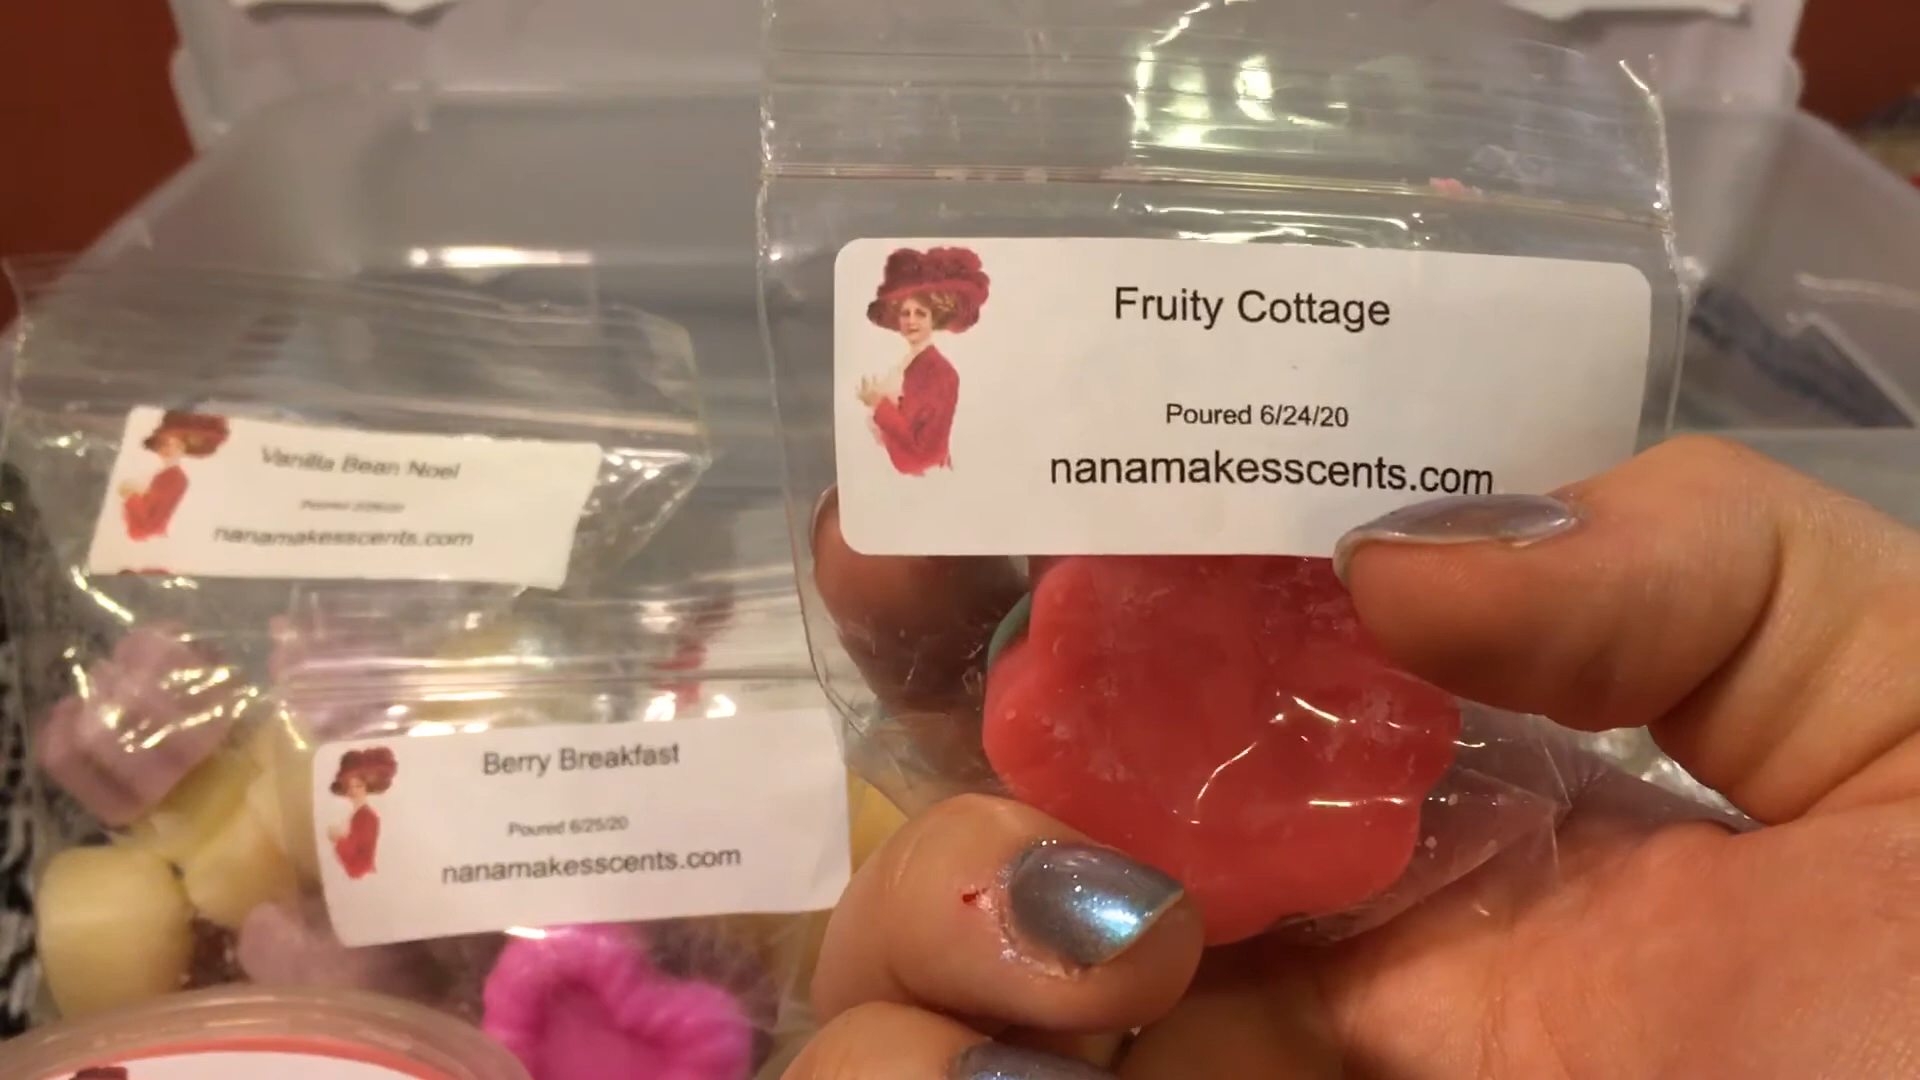 Fruity Cottage
Poured 6/24/20
nanamakesscents.com
Vanilla Bean Noel
Poured
nanamakesscents.com
Berry Breakfast
Poured 6/25/20
nanamakesscents.com